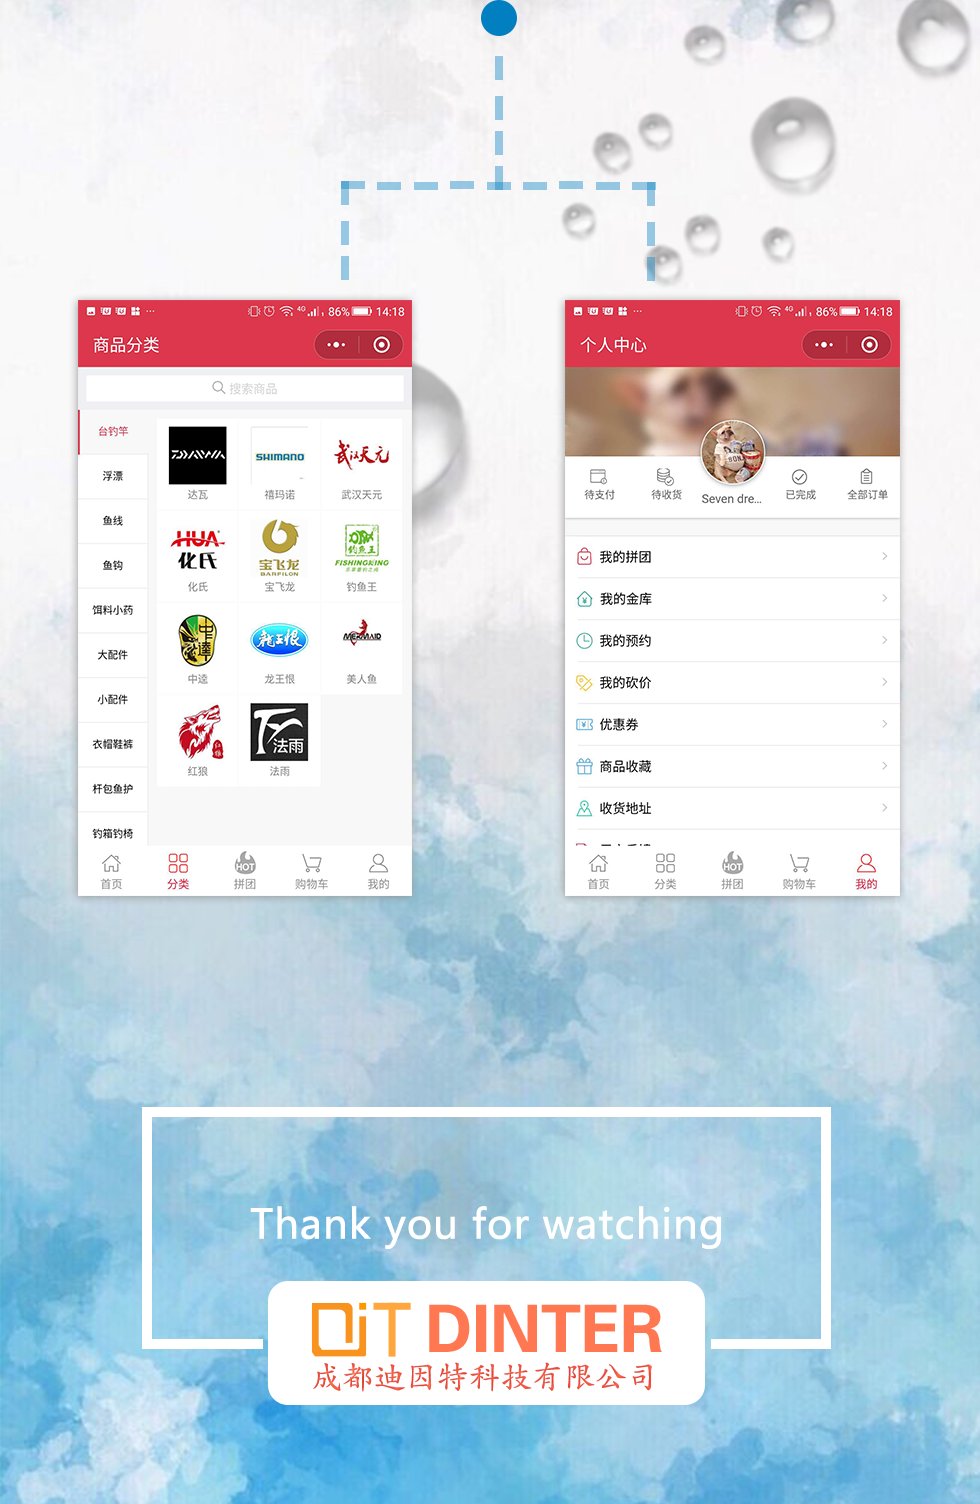 4G 86% 14:18
商品分类
搜索商品
台钓竿
浮漂
鱼线
鱼钩
饵料小药
大配件
小配件
衣帽鞋裤
杆包鱼护
钓箱钓椅
DAIWA
SHIMANO
武汉天元
达瓦
禧玛诺
武汉天元
HUA
化氏
宝飞龙
BARFILON
钓鱼王
FISHINGKING
化氏
宝飞龙
钓鱼王
中逵
龙王恨
MERMAID
中逵
龙王恨
美人鱼
红狼
法雨
红狼
法雨
首页
分类
HOT
拼团
购物车
我的
4G 86% 14:18
个人中心
待支付
待收货
Seven dre...
已完成
全部订单
我的拼团
我的金库
我的预约
我的砍价
优惠券
商品收藏
收货地址
首页
分类
HOT
拼团
购物车
我的
Thank you for watching
DIT DINTER
成都迪因特科技有限公司